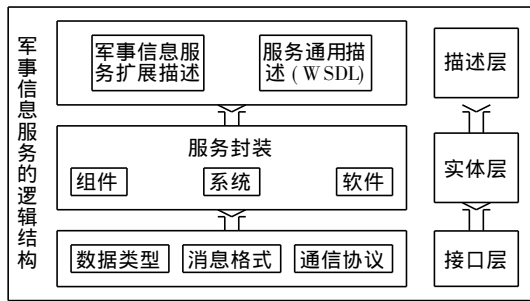 军事信息服务的逻辑结构
军事信息服
务扩展描述
服务通用描
述(WSDL)
描述层
服务封装
组件
系统
软件
实体层
数据类型
消息格式
通信协议
接口层